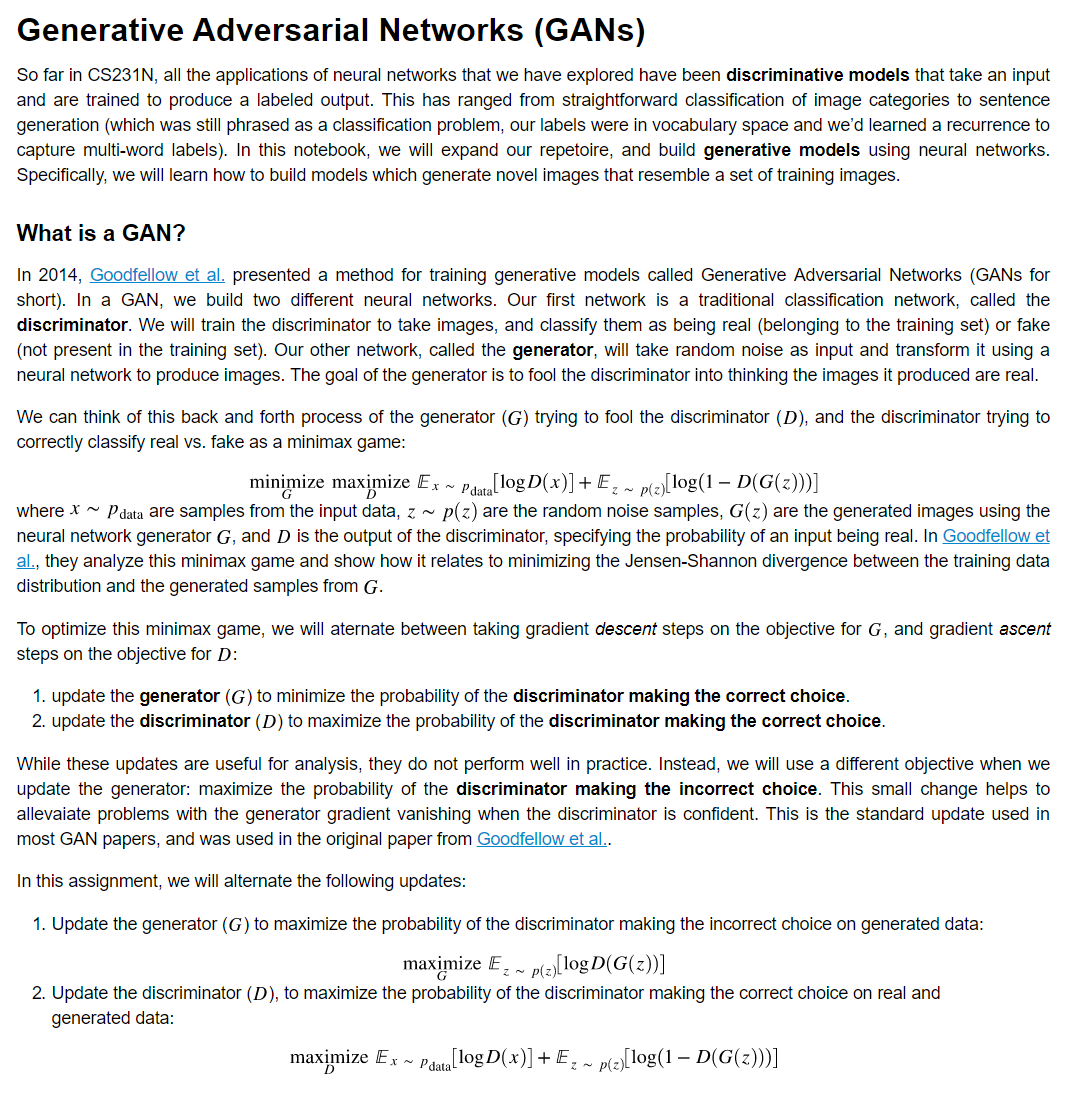 Generative Adversarial Networks (GANs)
So far in CS231N, all the applications of neural networks that we have explored have been discriminative models that take an input
and are trained to produce a labeled output. This has ranged from straightforward classification of image categories to sentence
generation (which was still phrased as a classification problem, our labels were in vocabulary space and we'd learned a recurrence to
capture multi-word labels). In this notebook, we will expand our repetoire, and build generative models using neural networks.
Specifically, we will learn how to build models which generate novel images that resemble a set of training images.
What is a GAN?
In 2014, Goodfellow et al. presented a method for training generative models called Generative Adversarial Networks (GANs for
short). In a GAN, we build two different neural networks. Our first network is a traditional classification network, called the
discriminator. We will train the discriminator to take images, and classify them as being real (belonging to the training set) or fake
(not present in the training set). Our other network, called the generator, will take random noise as input and transform it using a
neural network to produce images. The goal of the generator is to fool the discriminator into thinking the images it produced are real.
We can think of this back and forth process of the generator (G) trying to fool the discriminator (D), and the discriminator trying to
correctly classify real vs. fake as a minimax game:
minimize_G maximize_D 𝔼_{x ∼ p_data}[log D(x)] + 𝔼_{z ∼ p(z)}[log(1 − D(G(z)))]
where x ∼ p_data are samples from the input data, z ∼ p(z) are the random noise samples, G(z) are the generated images using the
neural network generator G, and D is the output of the discriminator, specifying the probability of an input being real. In Goodfellow et
al., they analyze this minimax game and show how it relates to minimizing the Jensen-Shannon divergence between the training data
distribution and the generated samples from G.
To optimize this minimax game, we will aternate between taking gradient descent steps on the objective for G, and gradient ascent
steps on the objective for D:
1. update the generator (G) to minimize the probability of the discriminator making the correct choice.
2. update the discriminator (D) to maximize the probability of the discriminator making the correct choice.
While these updates are useful for analysis, they do not perform well in practice. Instead, we will use a different objective when we
update the generator: maximize the probability of the discriminator making the incorrect choice. This small change helps to
allevaiate problems with the generator gradient vanishing when the discriminator is confident. This is the standard update used in
most GAN papers, and was used in the original paper from Goodfellow et al..
In this assignment, we will alternate the following updates:
1. Update the generator (G) to maximize the probability of the discriminator making the incorrect choice on generated data:
maximize_G 𝔼_{z ∼ p(z)}[log D(G(z))]
2. Update the discriminator (D), to maximize the probability of the discriminator making the correct choice on real and
generated data:
maximize_D 𝔼_{x ∼ p_data}[log D(x)] + 𝔼_{z ∼ p(z)}[log(1 − D(G(z)))]